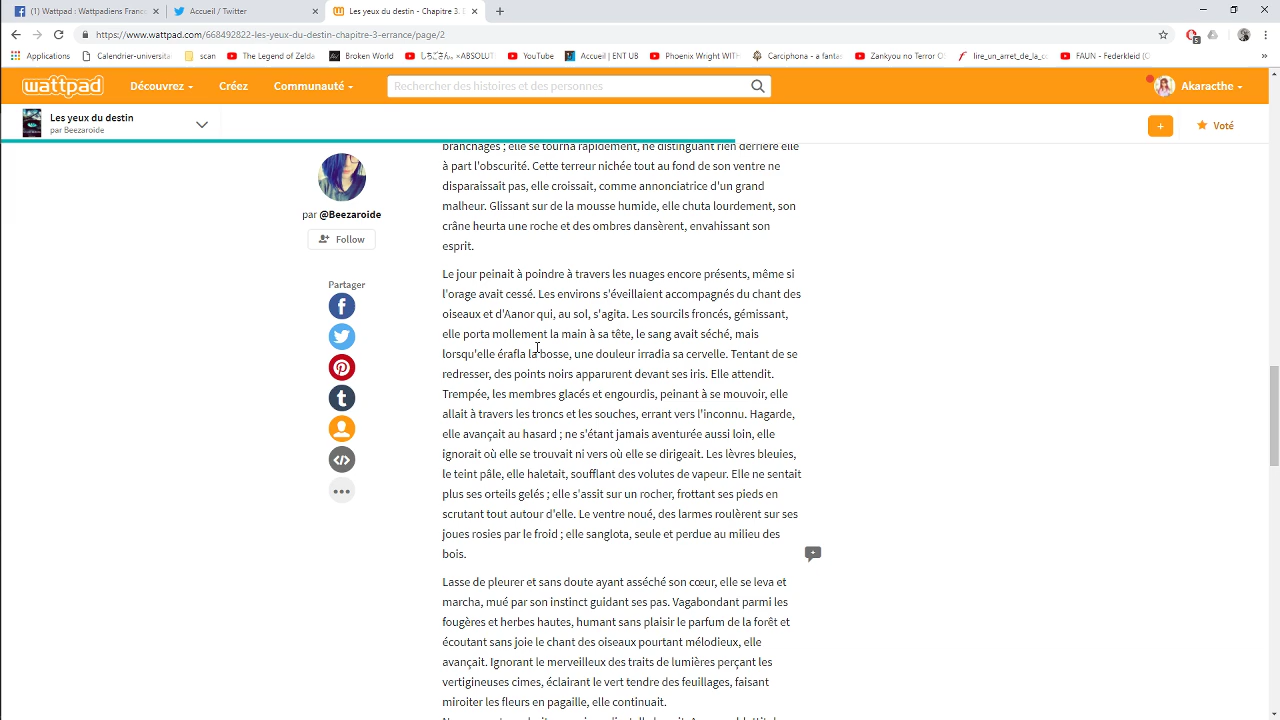 (1) Watpad : Watpadiens Franc
Accueil / Twitter
Les yeux du destin - Chapitre 3.
https://www.wattpad.com/668492822-les-yeux-du-destin-chapitre-3-errance/page/2
5
Applications
Calendrier-universita
scan
The Legend of Zelda
Broken World
しちごさん ×ABSOLUT
YouTube
Accueil | ENT UB
Phoenix Wright WITH
Carciphona - a fantas
Zankyou no Terror O
lire_un_arret_de_la_cc
FAUN - Federkleid (O
wattpad
Découvrez
Créez
Communauté
Rechercher des histoires et des personnes
Akaracthe
Les yeux du destin
par Beezaroide
+
Voté
par @Beezaroide
Follow
Partager
branchages ; elle se tourna rapidement, ne distinguant rien derrière elle
à part l'obscurité. Cette terreur nichée tout au fond de son ventre ne
disparaissait pas, elle croissait, comme annonciatrice d'un grand
malheur. Glissant sur de la mousse humide, elle chuta lourdement, son
crâne heurta une roche et des ombres dansèrent, envahissant son
esprit.
Le jour peinait à poindre à travers les nuages encore présents, même si
l'orage avait cessé. Les environs s'éveillaient accompagnés du chant des
oiseaux et d'Aanor qui, au sol, s'agita. Les sourcils froncés, gémissant,
elle porta mollement la main à sa tête, le sang avait séché, mais
lorsqu'elle érafla la bosse, une douleur irradia sa cervelle. Tentant de se
redresser, des points noirs apparurent devant ses iris. Elle attendit.
Trempée, les membres glacés et engourdis, peinant à se mouvoir, elle
allait à travers les troncs et les souches, errant vers l'inconnu. Hagarde,
elle avançait au hasard ; ne s'étant jamais aventurée aussi loin, elle
ignorait où elle se trouvait ni vers où elle se dirigeait. Les lèvres bleuies,
le teint pâle, elle haletait, soufflant des volutes de vapeur. Elle ne sentait
plus ses orteils gelés ; elle s'assit sur un rocher, frottant ses pieds en
scrutant tout autour d'elle. Le ventre noué, des larmes roulèrent sur ses
joues rosies par le froid ; elle sanglota, seule et perdue au milieu des
bois.
Lasse de pleurer et sans doute ayant asséché son cœur, elle se leva et
marcha, mué par son instinct guidant ses pas. Vagabondant parmi les
fougères et herbes hautes, humant sans plaisir le parfum de la forêt et
écoutant sans joie le chant des oiseaux pourtant mélodieux, elle
avançait. Ignorant le merveilleux des traits de lumières perçant les
vertigineuses cimes, éclairant le vert tendre des feuillages, faisant
miroiter les fleurs en pagaille, elle continuait.